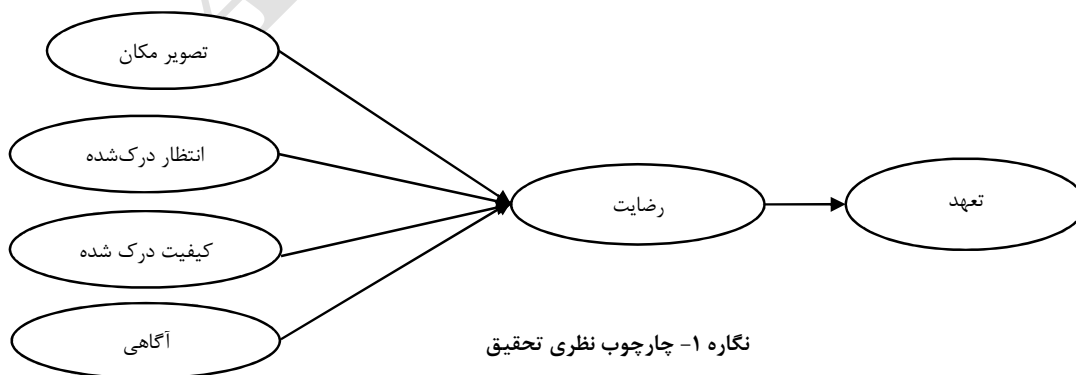 تصویر مکان
انتظار درک‌شده
کیفیت درک شده
آگاهی
رضایت
تعهد
نگاره ۱- چارچوب نظری تحقیق